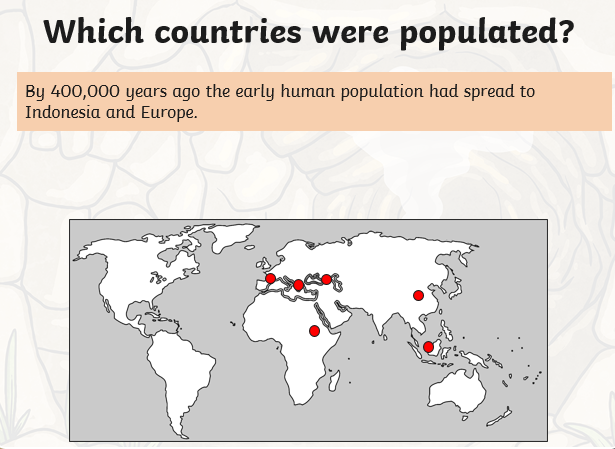 Which countries were populated?
By 400,000 years ago the early human population had spread to
Indonesia and Europe.